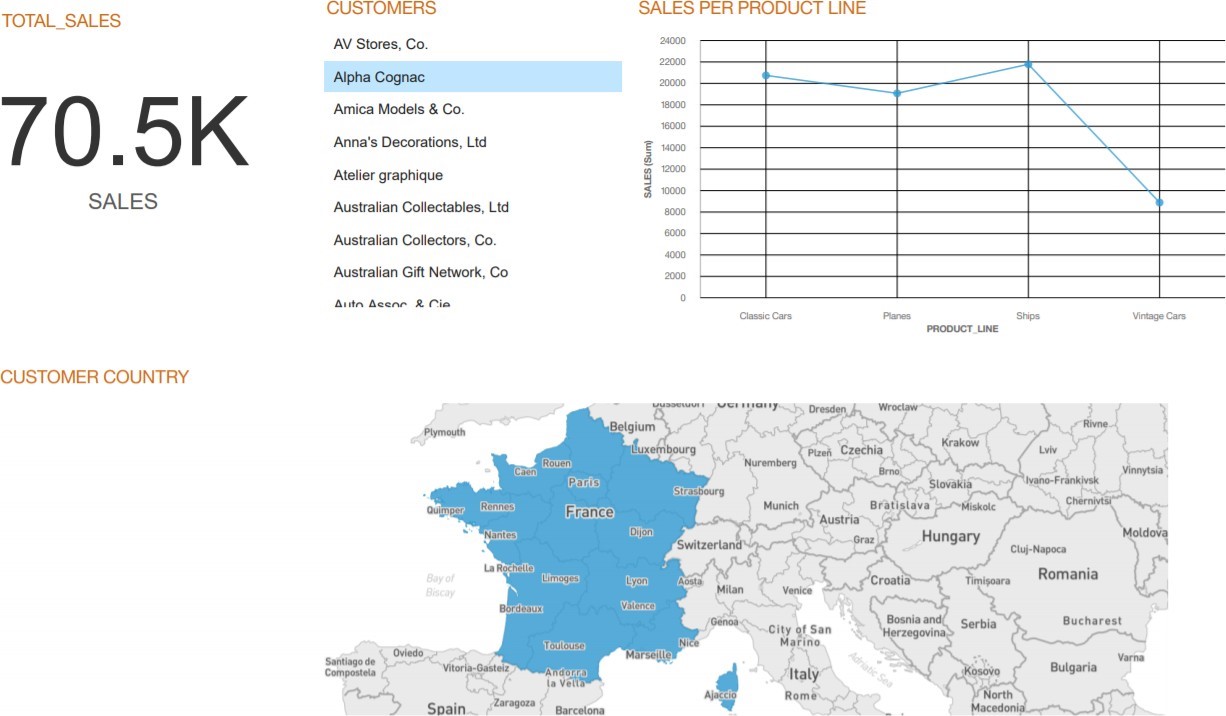 TOTAL_SALES
70.5K
SALES
CUSTOMERS
AV Stores, Co.
Alpha Cognac
Amica Models & Co.
Anna's Decorations, Ltd
Atelier graphique
Australian Collectables, Ltd
Australian Collectors, Co.
Australian Gift Network, Co
Auto Assoc. & Cie
SALES PER PRODUCT LINE
SALES (Sum)
24000
22000
20000
18000
16000
14000
12000
10000
8000
6000
4000
2000
0
Classic Cars
Planes
Ships
Vintage Cars
PRODUCT_LINE
CUSTOMER COUNTRY
Dusseldorf
Germany
Dresden
Wroclaw
Plymouth
Belgium
Rivne
Luxembourg
Plzeň
Czechia
Krakow
Lviv
Rouen
Nuremberg
Caen
Brno
Vinnytsia
Paris
Slovakia
Ivano-Frankivsk
Strasbourg
Chernivtsi
Quimper
Rennes
France
Munich
Bratislava
Miskolc
Austria
Nantes
Dijon
Graz
Hungary
Moldova
Switzerland
Cluj-Napoca
La Rochelle
Limoges
Lyon
Aosta
Croatia
Timișoara
Romania
Bay of
Biscay
Milan
Venice
Bordeaux
Valence
Genoa
Bosnia and
Herzegovina
Serbia
Bucharest
City of San
Marino
Toulouse
Nice
Marseille
Oviedo
Santiago de
Compostela
Vitoria-Gasteiz
Andorra
la Vella
Adriatic Sea
Varna
Kosovo
Bulgaria
Italy
Ajaccio
Rome
North
Macedonia
Zaragoza
Spain
Barcelona